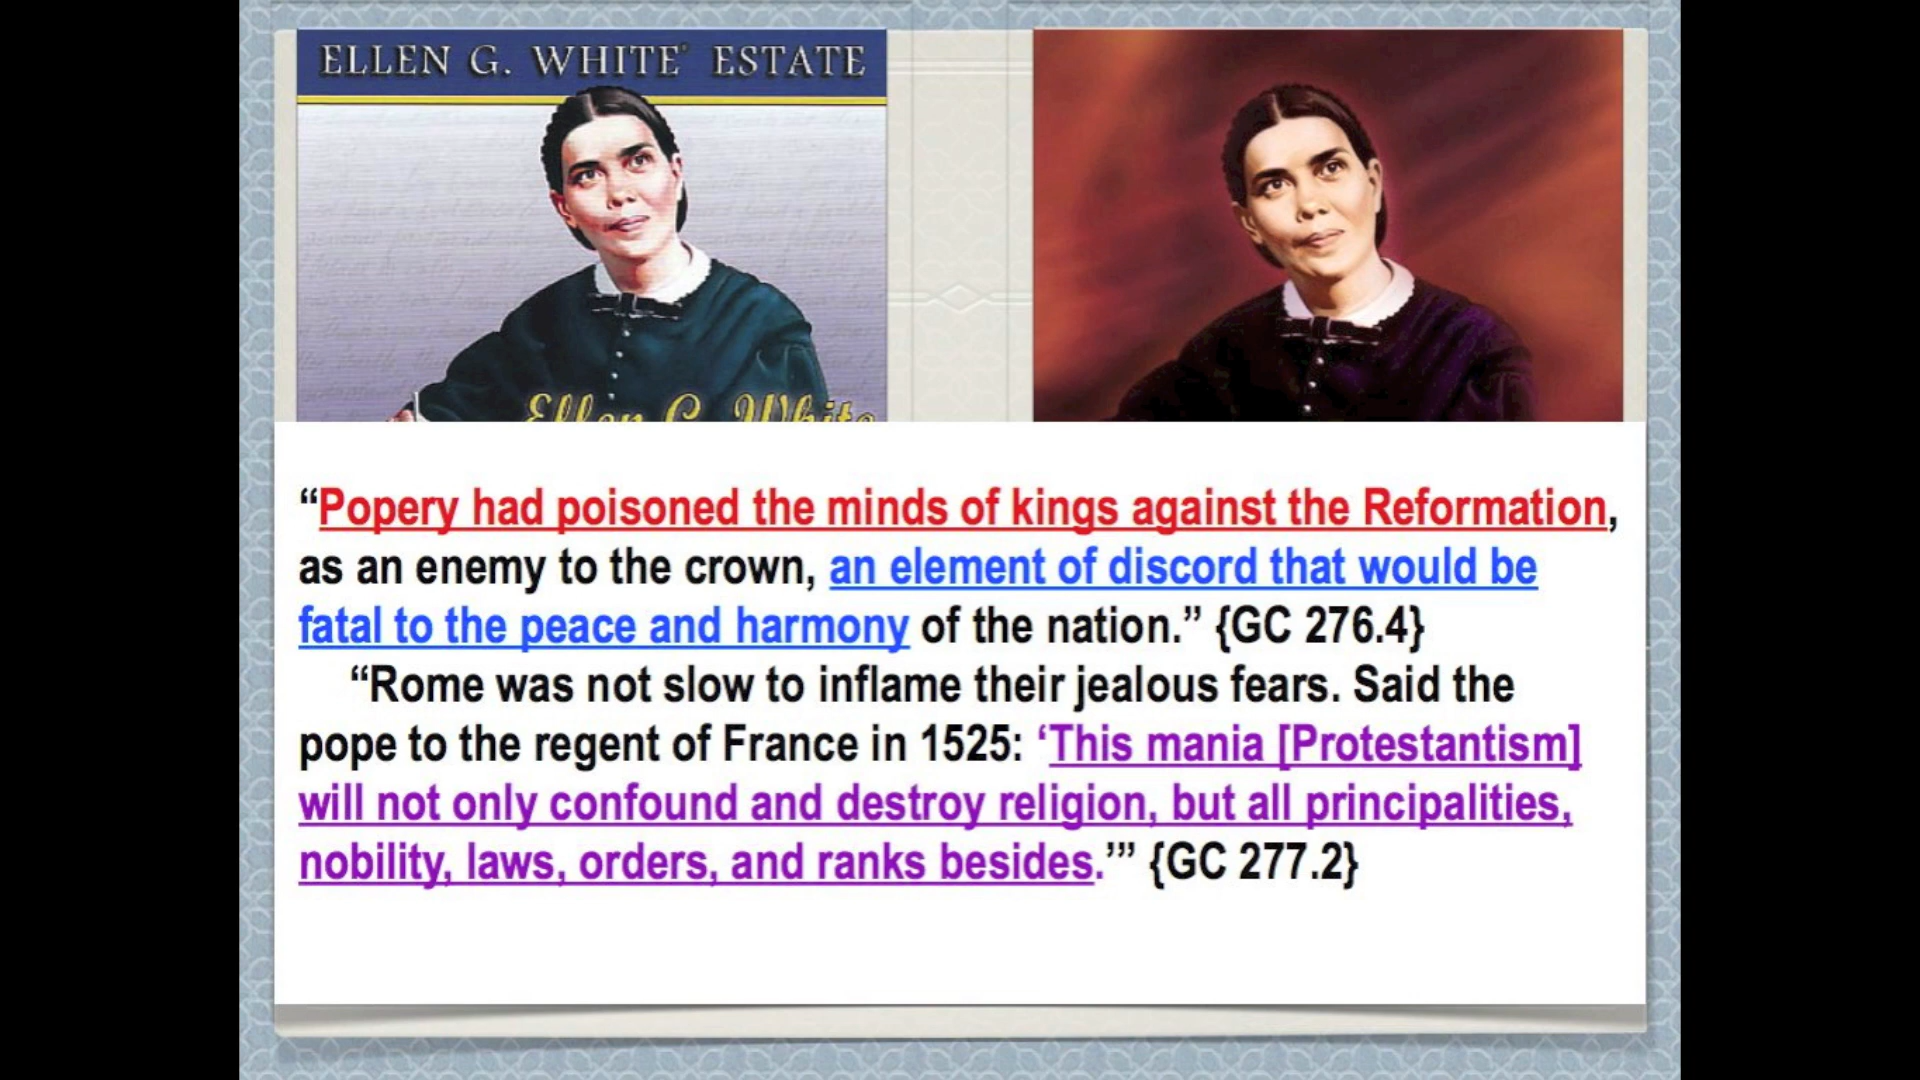 ELLEN G. WHITE® ESTATE
Ellen G. White
“Popery had poisoned the minds of kings against the Reformation,
as an enemy to the crown, an element of discord that would be
fatal to the peace and harmony of the nation.” {GC 276.4}
“Rome was not slow to inflame their jealous fears. Said the
pope to the regent of France in 1525: ‘This mania [Protestantism]
will not only confound and destroy religion, but all principalities,
nobility, laws, orders, and ranks besides.’” {GC 277.2}